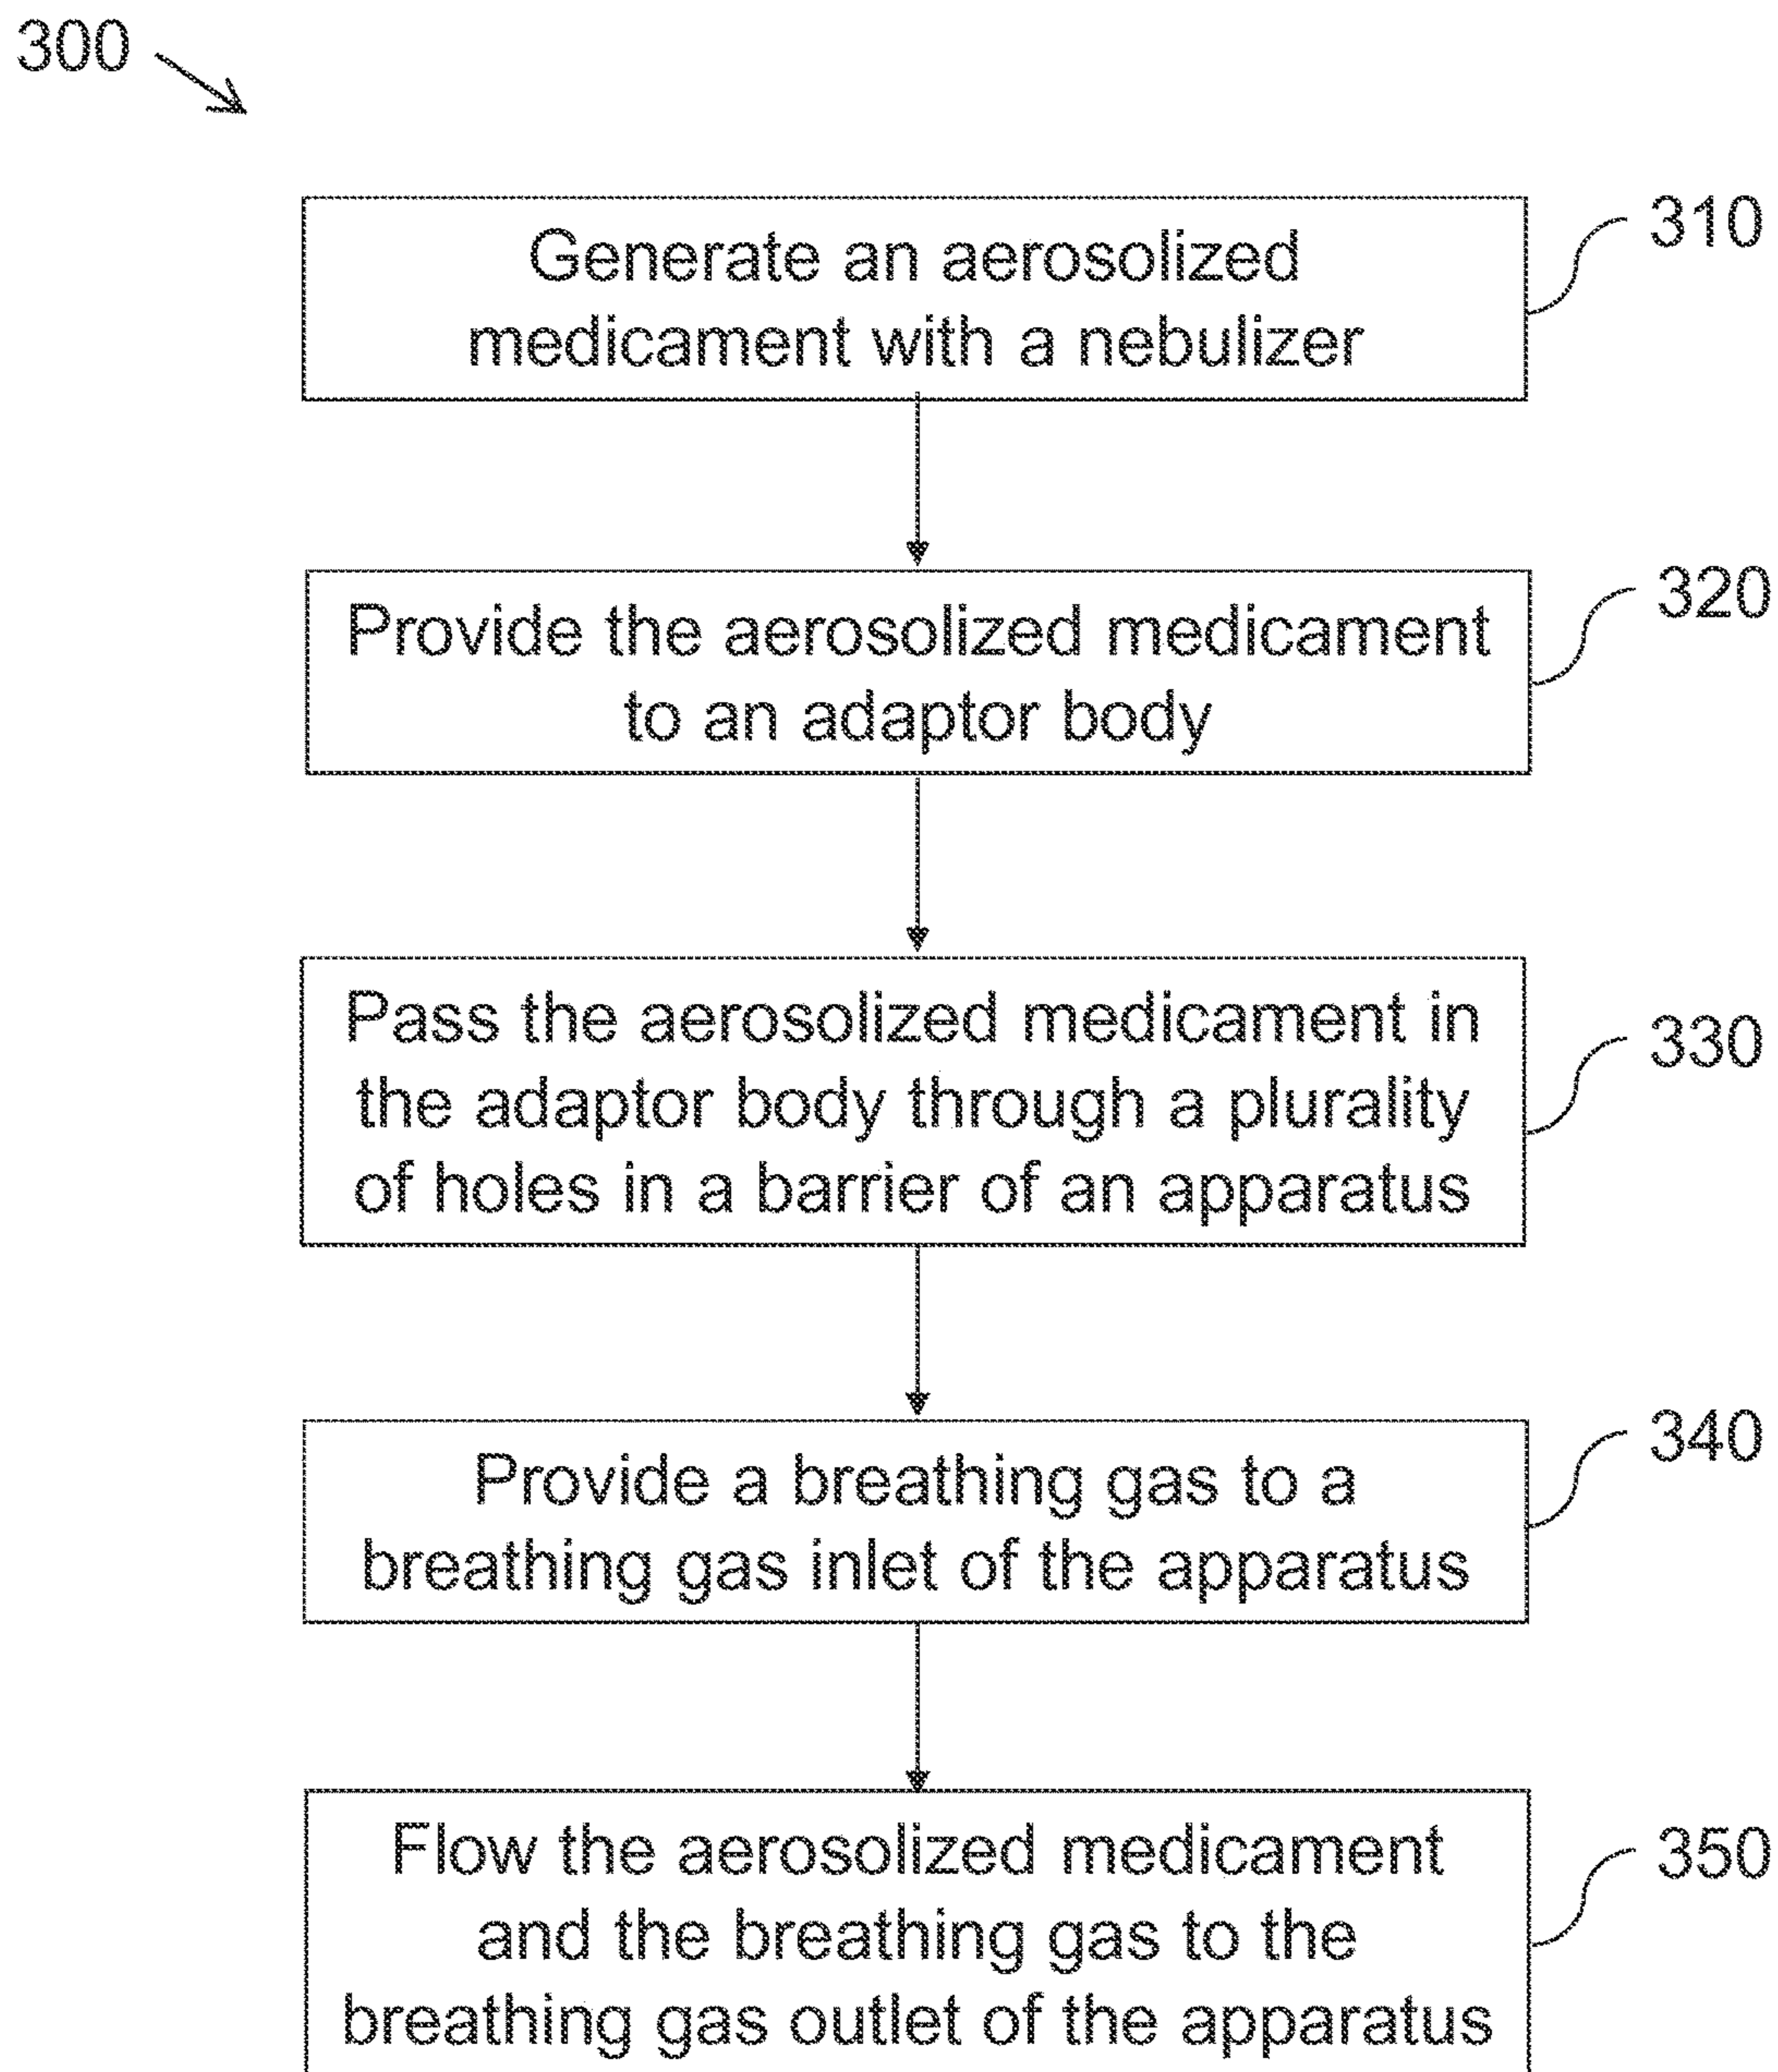 300
Generate an aerosolized
medicament with a nebulizer
310
Provide the aerosolized medicament
to an adaptor body
320
Pass the aerosolized medicament in
the adaptor body through a plurality
of holes in a barrier of an apparatus
330
Provide a breathing gas to a
breathing gas inlet of the apparatus
340
Flow the aerosolized medicament
and the breathing gas to the
breathing gas outlet of the apparatus
350